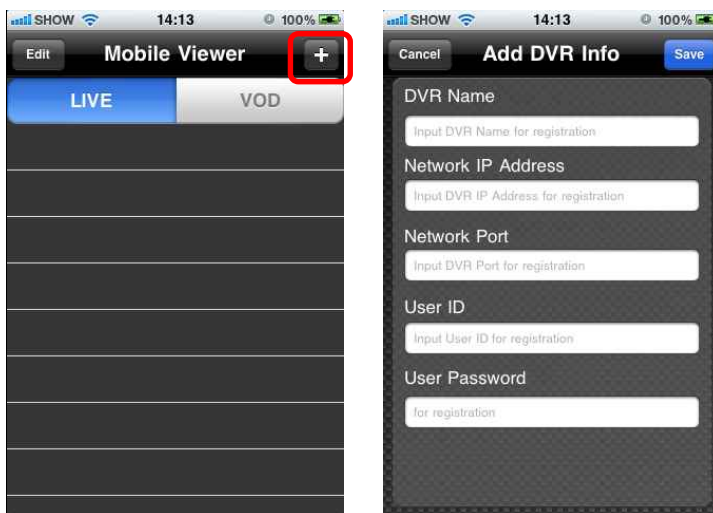 SHOW 14:13 100%
Edit Mobile Viewer +
LIVE VOD
SHOW 14:13 100%
Cancel Add DVR Info Save
DVR Name
Input DVR Name for registration
Network IP Address
Input DVR IP Address for registration
Network Port
Input DVR Port for registration
User ID
Input User ID for registration
User Password
for registration